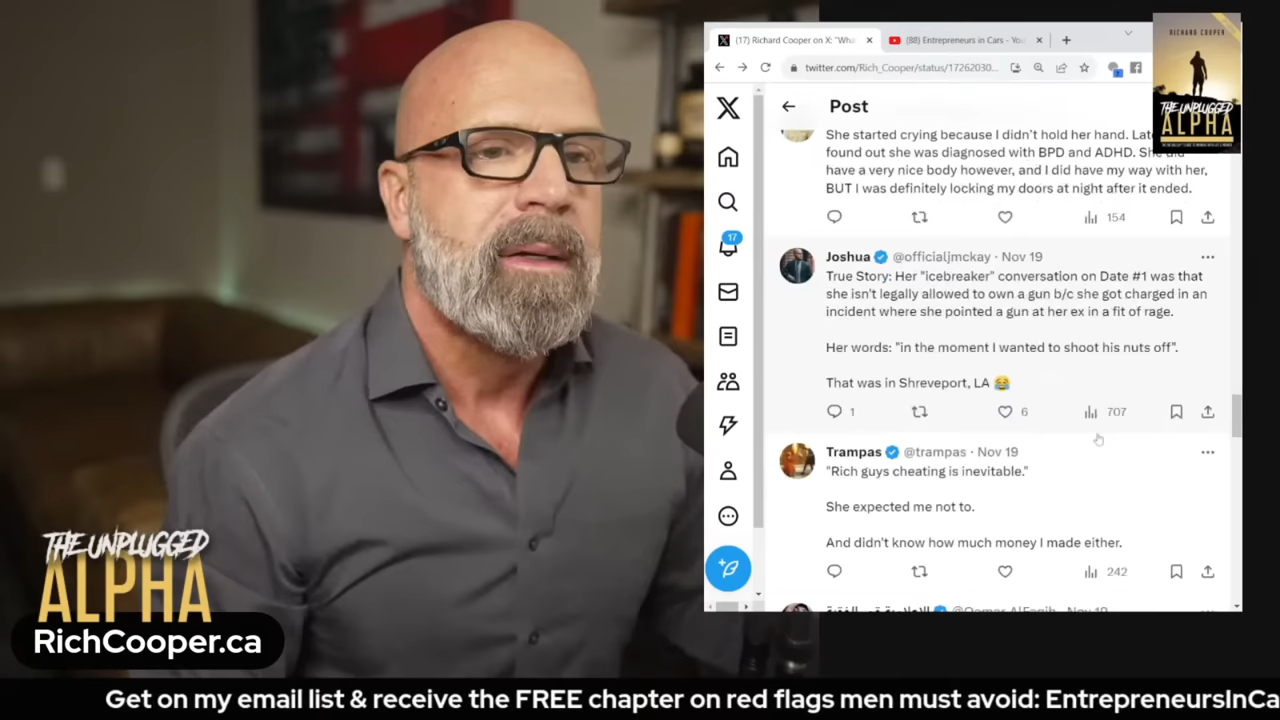 (17) Richard Cooper on X: "Wha
(88) Entrepreneurs in Cars - You
twitter.com/Rich_Cooper/status/17262030...
RICHARD COOPER
THE UNPLUGGED
ALPHA
Post
She started crying because I didn't hold her hand. Late
found out she was diagnosed with BPD and ADHD. She did
have a very nice body however, and I did have my way with her,
BUT I was definitely locking my doors at night after it ended.
154
17
Joshua @officialjmckay · Nov 19
True Story: Her "icebreaker" conversation on Date #1 was that
she isn't legally allowed to own a gun b/c she got charged in an
incident where she pointed a gun at her ex in a fit of rage.
Her words: "in the moment I wanted to shoot his nuts off".
That was in Shreveport, LA 😂
1 6 707
Trampas @trampas · Nov 19
"Rich guys cheating is inevitable."
She expected me not to.
And didn't know how much money I made either.
242
THE UNPLUGGED
ALPHA
RichCooper.ca
Get on my email list & receive the FREE chapter on red flags men must avoid: EntrepreneursInCa